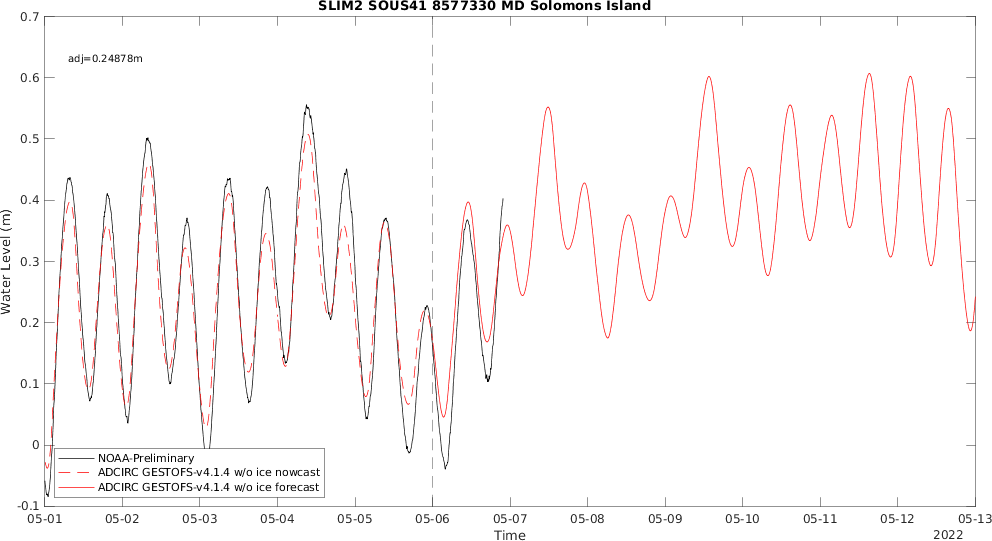 SLIM2 SOUS41 8577330 MD Solomons Island
0.7
adj=0.24878m
0.6
0.5
0.4
0.3
0.2
0.1
0
-0.1
Water Level (m)
NOAA-Preliminary
ADCIRC GESTOFS-v4.1.4 w/o ice nowcast
ADCIRC GESTOFS-v4.1.4 w/o ice forecast
05-01 05-02 05-03 05-04 05-05 05-06 05-07 05-08 05-09 05-10 05-11 05-12 05-13
Time
2022